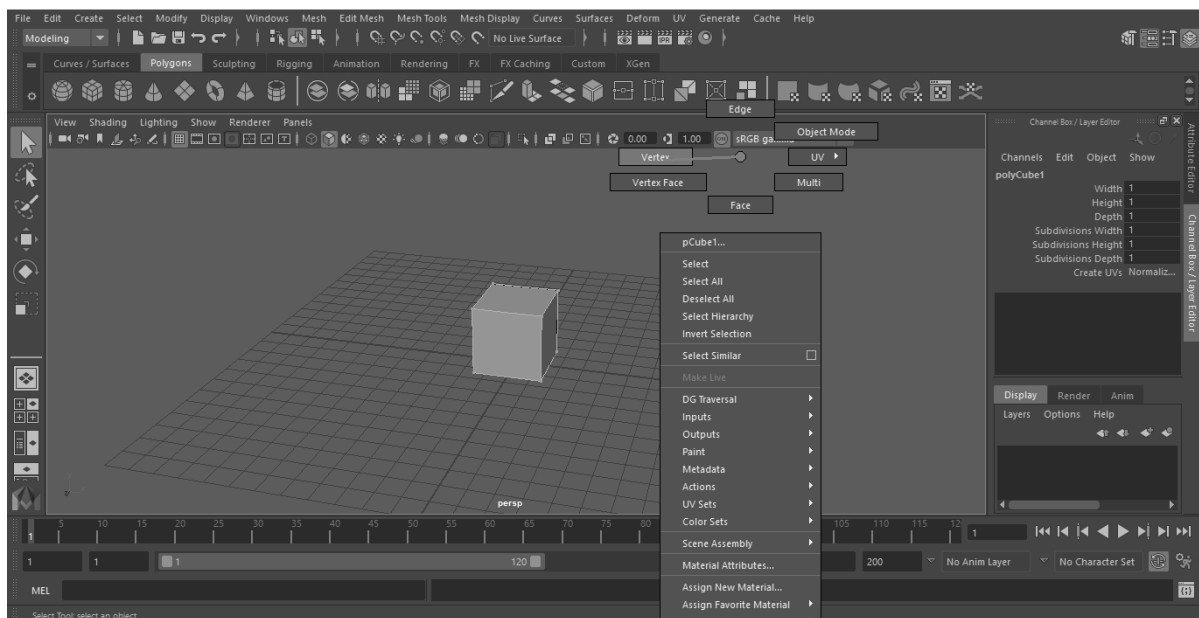 File Edit Create Select Modify Display Windows Mesh Edit Mesh Mesh Tools Mesh Display Curves Surfaces Deform UV Generate Cache Help
Modeling No Live Surface
Curves / Surfaces Polygons Sculpting Rigging Animation Rendering FX FX Caching Custom XGen
View Shading Lighting Show Renderer Panels
0.00 1.00 sRGB gamma
Edge
Object Mode
Vertex UV
Vertex Face Multi
Face
pCube1...
Select
Select All
Deselect All
Select Hierarchy
Invert Selection
Select Similar
Make Live
DG Traversal
Inputs
Outputs
Paint
Metadata
Actions
UV Sets
Color Sets
Scene Assembly
Material Attributes...
Assign New Material...
Assign Favorite Material
persp
Channel Box / Layer Editor
Channels Edit Object Show
polyCube1
Width 1
Height 1
Depth 1
Subdivisions Width 1
Subdivisions Height 1
Subdivisions Depth 1
Create UVs Normaliz...
Attribute Editor
Channel Box / Layer Editor
Display Render Anim
Layers Options Help
1 5 10 15 20 25 30 35 40 45 50 55 60 65 70 75 80 105 110 115 12 1
1 1 1 120 200 No Anim Layer No Character Set
MEL
Select Tool: select an object